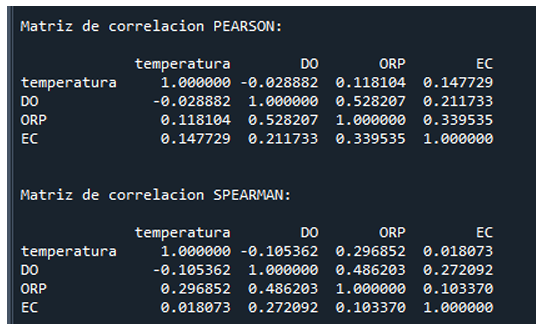 Matriz de correlacion PEARSON:
temperatura DO ORP EC
temperatura 1.000000 -0.028882 0.118104 0.147729
DO -0.028882 1.000000 0.528207 0.211733
ORP 0.118104 0.528207 1.000000 0.339535
EC 0.147729 0.211733 0.339535 1.000000
Matriz de correlacion SPEARMAN:
temperatura DO ORP EC
temperatura 1.000000 -0.105362 0.296852 0.018073
DO -0.105362 1.000000 0.486203 0.272092
ORP 0.296852 0.486203 1.000000 0.103370
EC 0.018073 0.272092 0.103370 1.000000